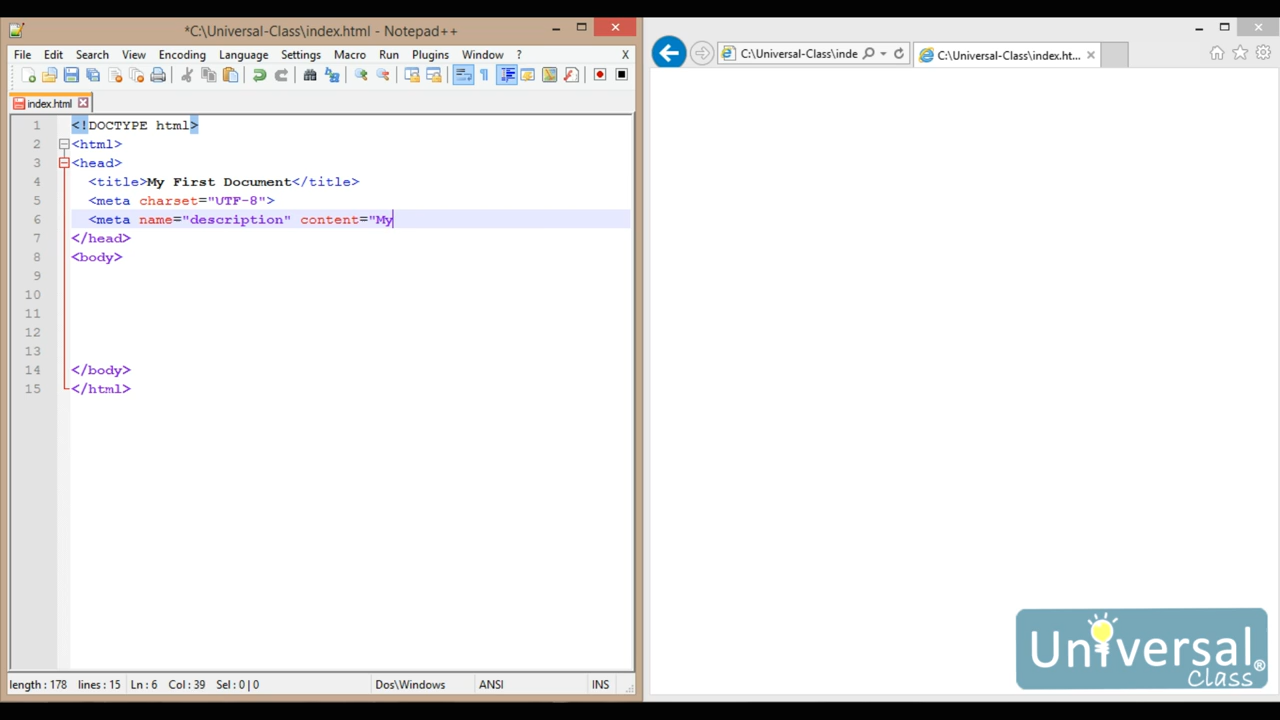 *C:\Universal-Class\index.html - Notepad++
File Edit Search View Encoding Language Settings Macro Run Plugins Window ? X
index.html
1 <!DOCTYPE html>
2 <html>
3 <head>
4 <title>My First Document</title>
5 <meta charset="UTF-8">
6 <meta name="description" content="My
7 </head>
8 <body>
9
10
11
12
13
14 </body>
15 </html>
length : 178 lines : 15 Ln : 6 Col : 39 Sel : 0 | 0 Dos\Windows ANSI INS
C:\Universal-Class\inde
C:\Universal-Class\index.ht...
Universal®
Class